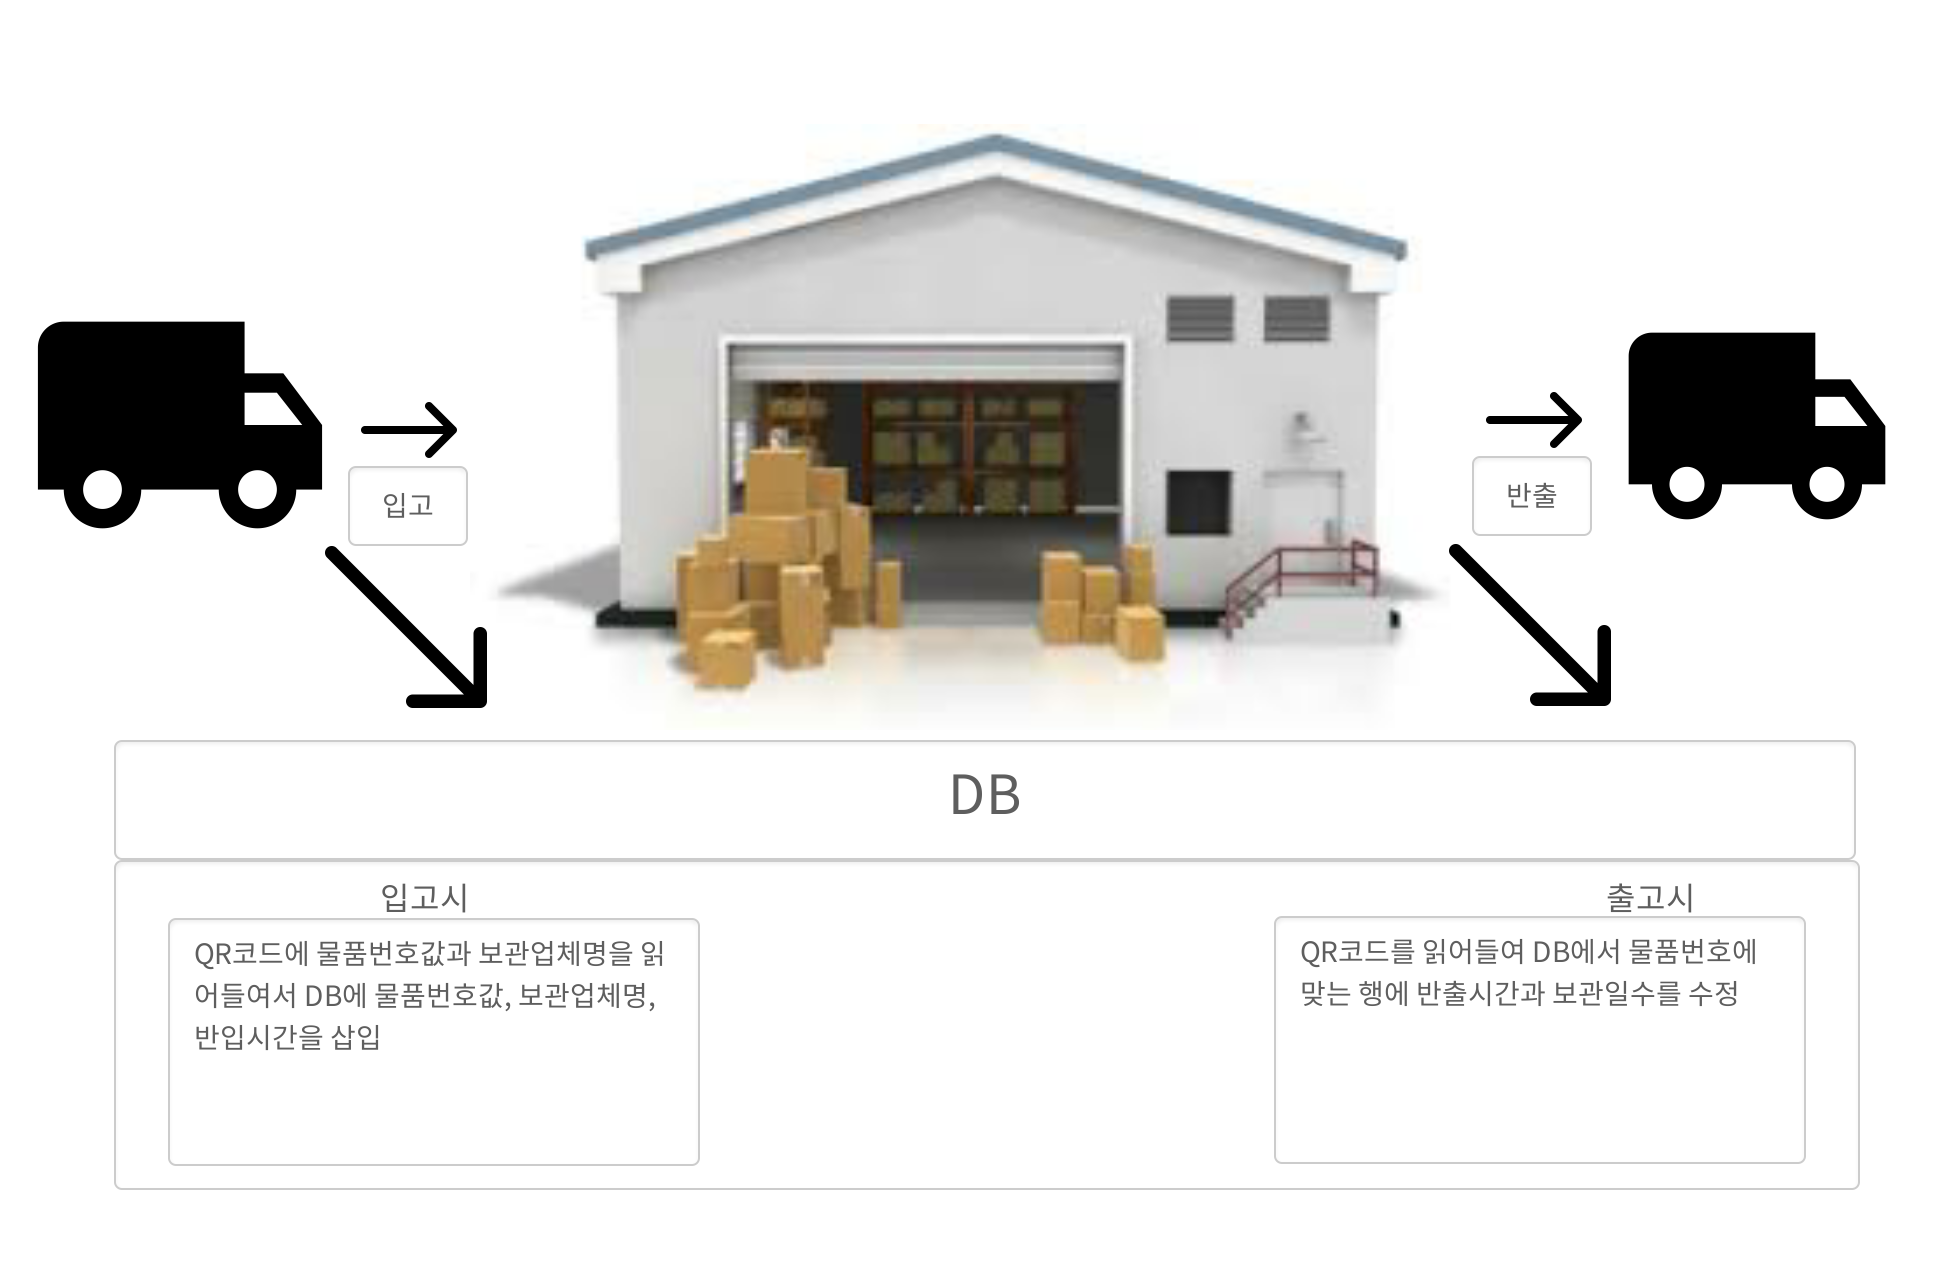 입고
반출
DB
입고시
QR코드에 물품번호값과 보관업체명을 읽
어들여서 DB에 물품번호값, 보관업체명,
반입시간을 삽입
출고시
QR코드를 읽어들여 DB에서 물품번호에
맞는 행에 반출시간과 보관일수를 수정